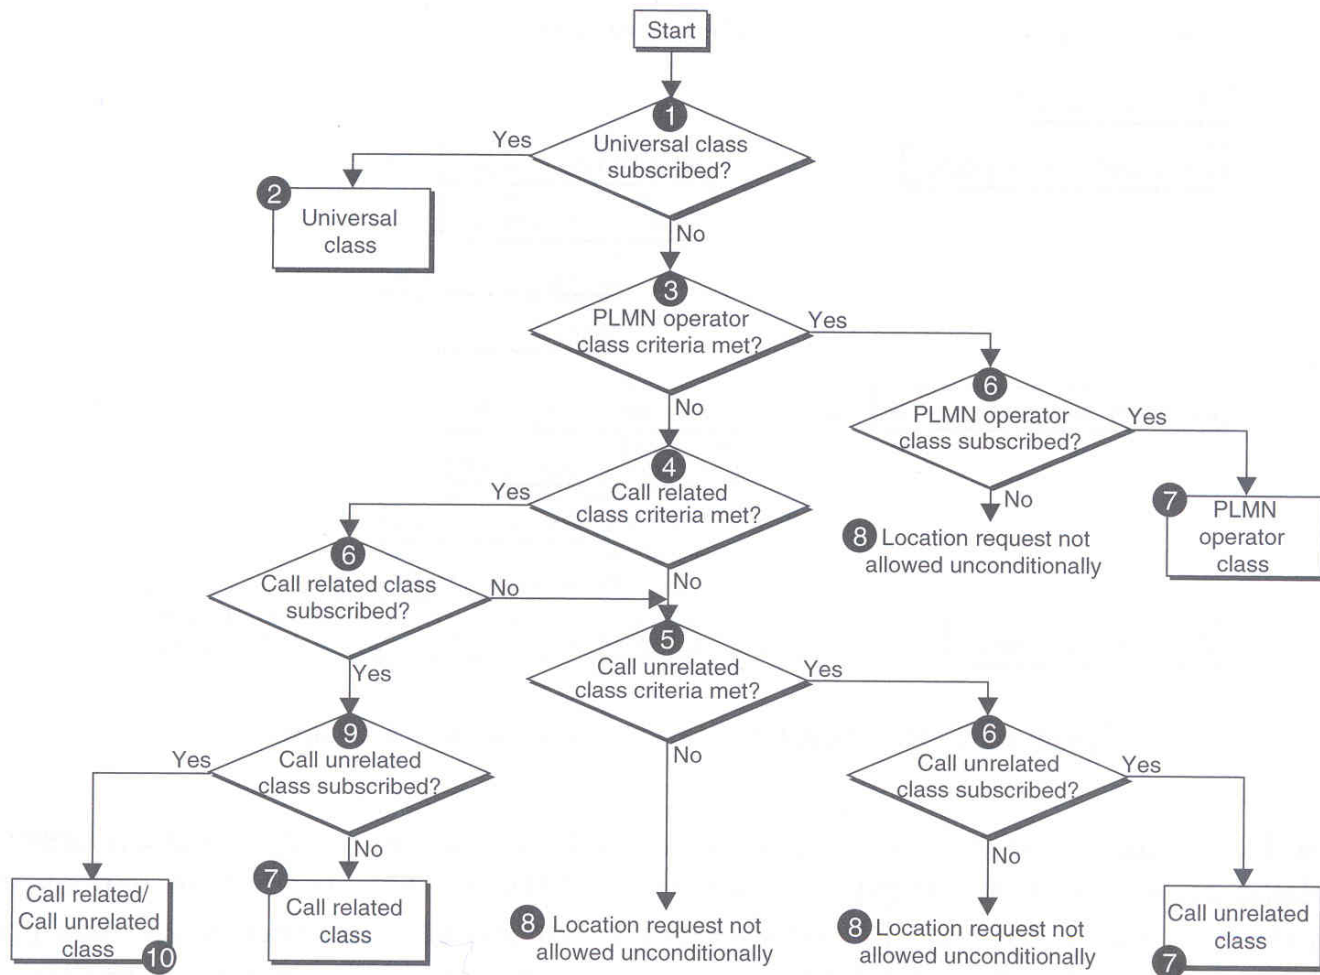 Start
1
Universal class
subscribed?
Yes
No
2
Universal
class
3
PLMN operator
class criteria met?
Yes
No
6
PLMN operator
class subscribed?
Yes
No
7
PLMN
operator
class
8 Location request not
allowed unconditionally
4
Call related
class criteria met?
Yes
No
6
Call related class
subscribed?
No
Yes
5
Call unrelated
class criteria met?
Yes
No
9
Call unrelated
class subscribed?
Yes
No
6
Call unrelated
class subscribed?
Yes
No
Call related/
Call unrelated
class
10
7
Call related
class
8 Location request not
allowed unconditionally
8 Location request not
allowed unconditionally
Call unrelated
class
7